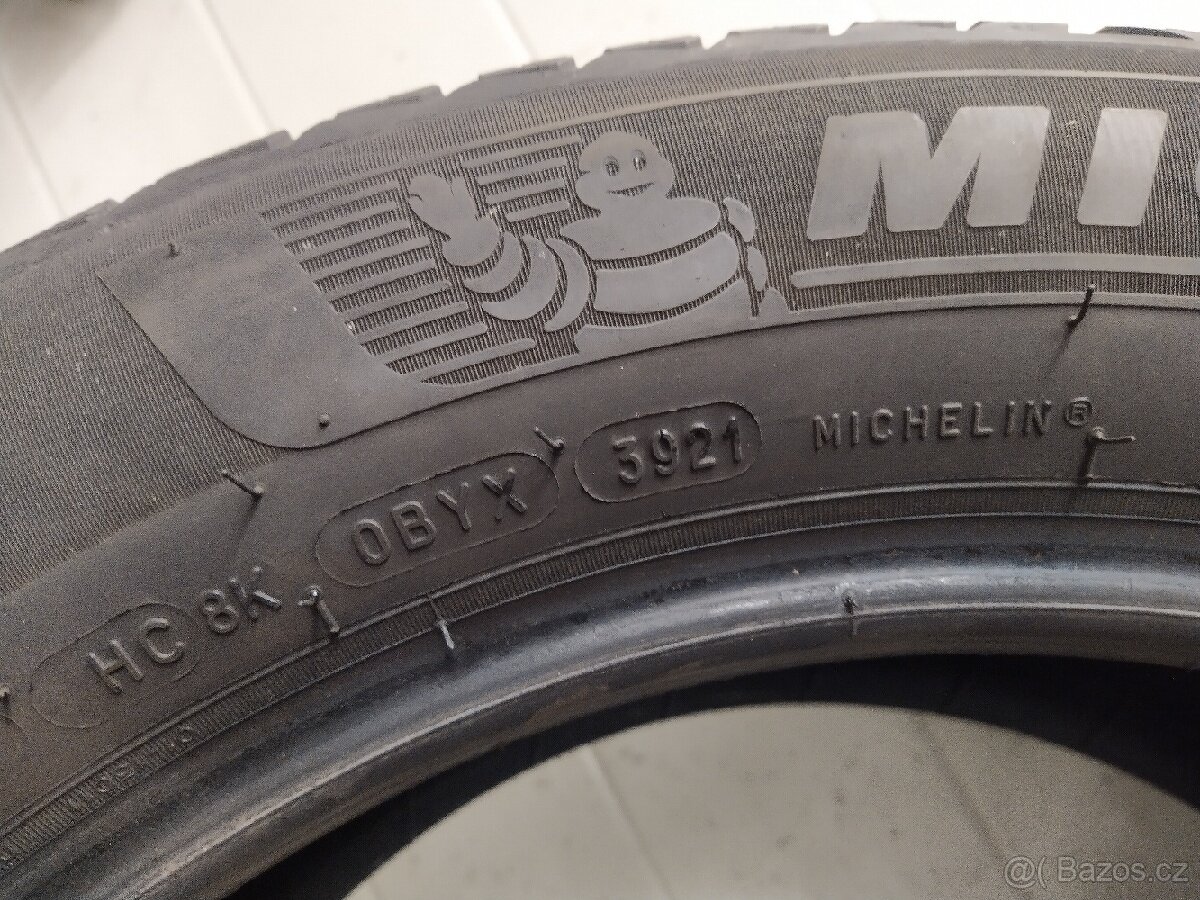 MI
HC 8K 0BYX 3921 MICHELIN®
@( Bazos.cz